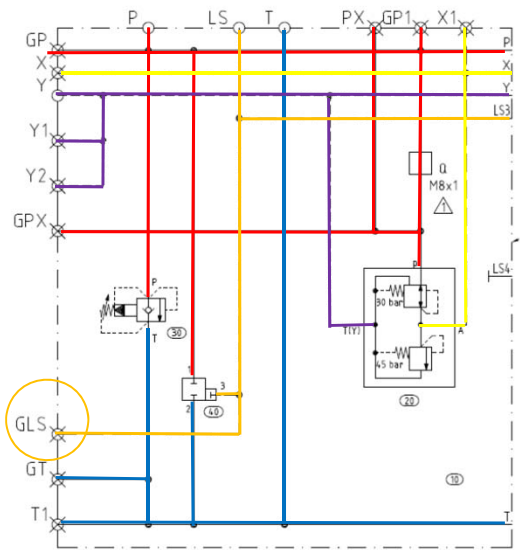 P LS T PX GP1 X1
GP P
X X
Y Y
LS3
Y1
ü
M8x1
Y2
1
GPX
P
LS4
P
30 bar
T(Y) A
T 30
45 bar
1
3
20
2 40
GLS
GT
10
T1 T